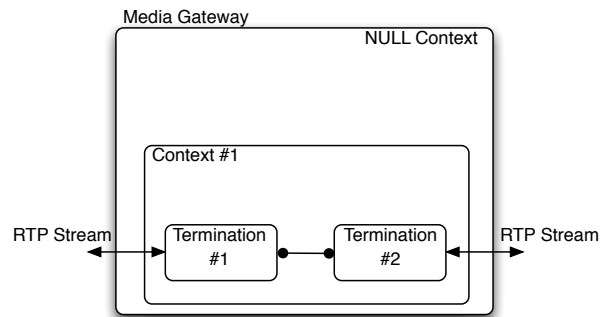 Media Gateway
NULL Context
Context #1
RTP Stream
Termination
#1
Termination
#2
RTP Stream